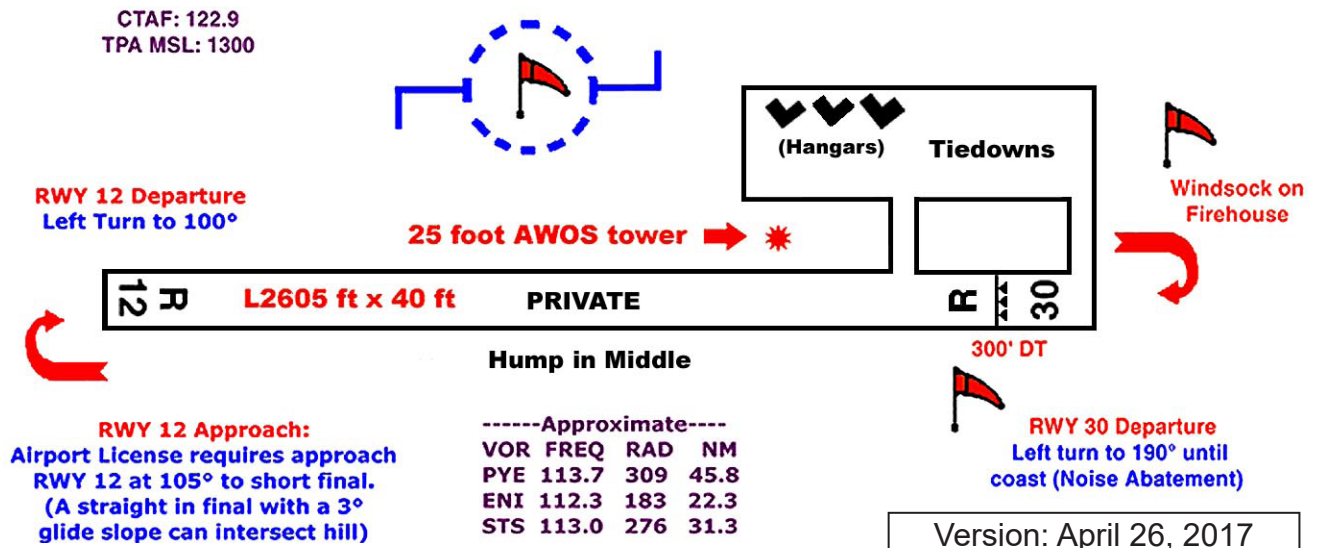 CTAF: 122.9
TPA MSL: 1300
(Hangars)
Tiedowns
Windsock on
Firehouse
RWY 12 Departure
Left Turn to 100°
25 foot AWOS tower
12 R
L2605 ft x 40 ft
PRIVATE
R 30
300' DT
Hump in Middle
RWY 12 Approach:
Airport License requires approach
RWY 12 at 105° to short final.
(A straight in final with a 3°
glide slope can intersect hill)
------Approximate----
VOR FREQ RAD NM
PYE 113.7 309 45.8
ENI 112.3 183 22.3
STS 113.0 276 31.3
RWY 30 Departure
Left turn to 190° until
coast (Noise Abatement)
Version: April 26, 2017